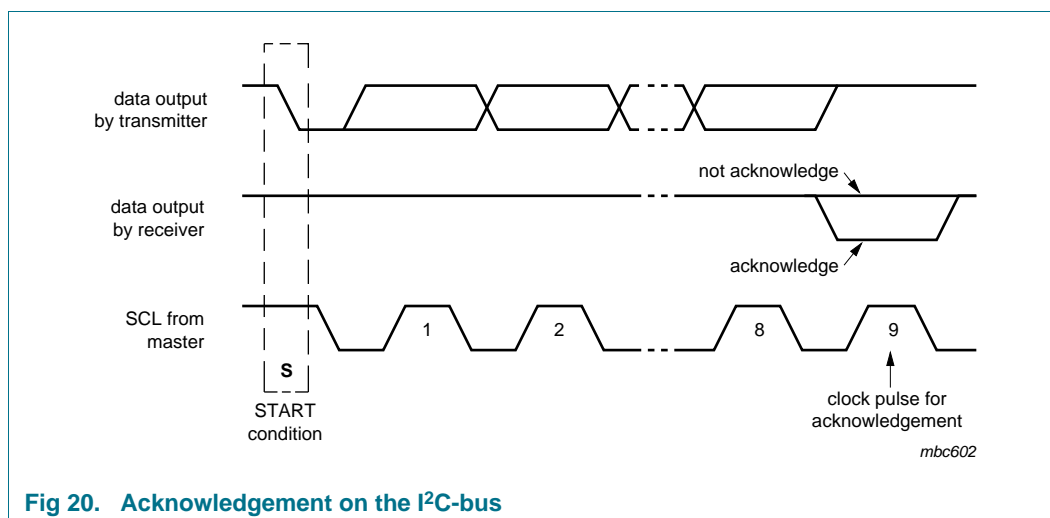 data output
by transmitter
not acknowledge
data output
by receiver
acknowledge
SCL from
master
1
2
8
9
S
START
condition
clock pulse for
acknowledgement
mbc602
Fig 20. Acknowledgement on the I²C-bus